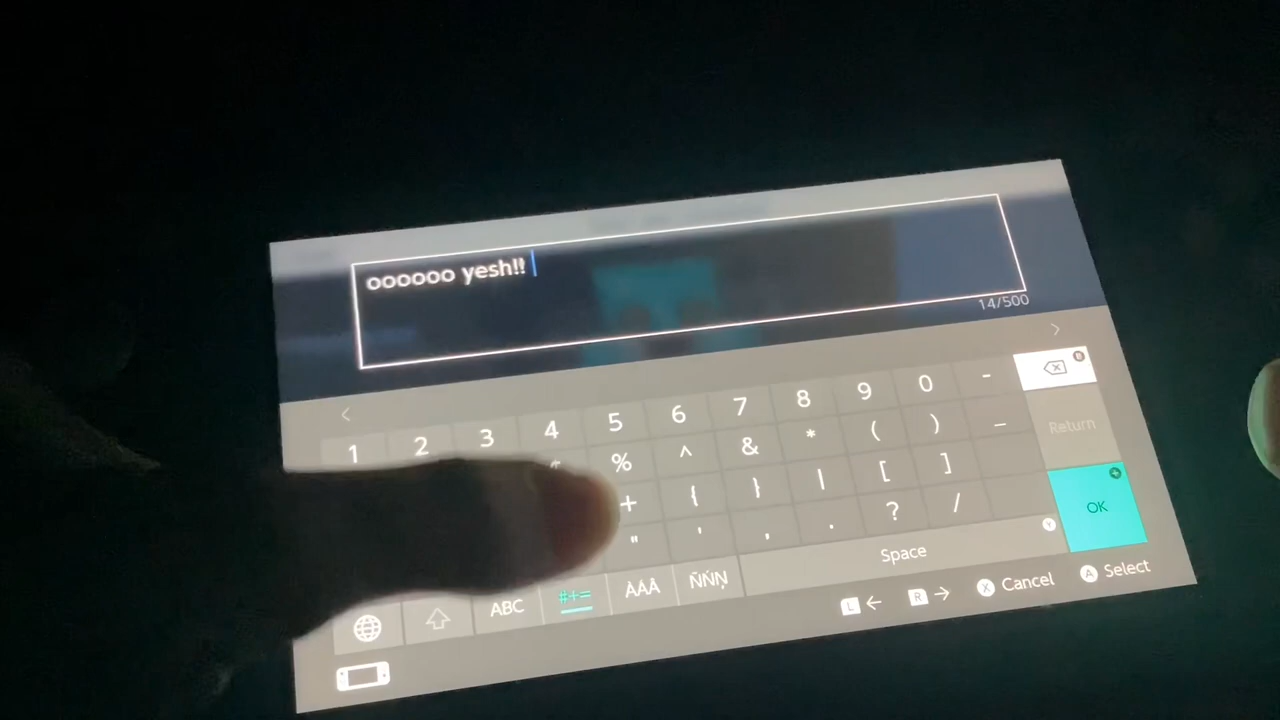 oooooo yesh!!
14/500
1 2 3 4 5 6 7 8 9 0 -
% ^ & * ( ) _
Return
+ { } | [ ]
" ' , . ? /
OK
Space
ABC #+= ÀÁÂ ÑŃŅ
L ← R → X Cancel A Select